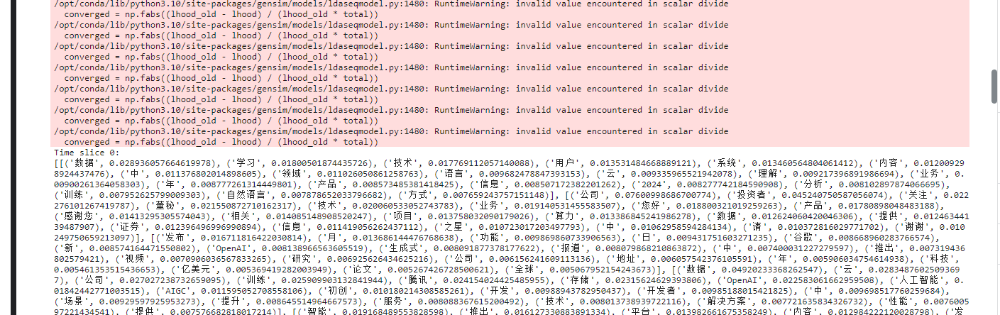 /opt/conda/lib/python3.10/site-packages/gensim/models/ldaseqmodel.py:1480: RuntimeWarning: invalid value encountered in scalar divide
  converged = np.fabs((lhood_old - lhood) / (lhood_old * total))
/opt/conda/lib/python3.10/site-packages/gensim/models/ldaseqmodel.py:1480: RuntimeWarning: invalid value encountered in scalar divide
  converged = np.fabs((lhood_old - lhood) / (lhood_old * total))
/opt/conda/lib/python3.10/site-packages/gensim/models/ldaseqmodel.py:1480: RuntimeWarning: invalid value encountered in scalar divide
  converged = np.fabs((lhood_old - lhood) / (lhood_old * total))
/opt/conda/lib/python3.10/site-packages/gensim/models/ldaseqmodel.py:1480: RuntimeWarning: invalid value encountered in scalar divide
  converged = np.fabs((lhood_old - lhood) / (lhood_old * total))
/opt/conda/lib/python3.10/site-packages/gensim/models/ldaseqmodel.py:1480: RuntimeWarning: invalid value encountered in scalar divide
  converged = np.fabs((lhood_old - lhood) / (lhood_old * total))
/opt/conda/lib/python3.10/site-packages/gensim/models/ldaseqmodel.py:1480: RuntimeWarning: invalid value encountered in scalar divide
  converged = np.fabs((lhood_old - lhood) / (lhood_old * total))
/opt/conda/lib/python3.10/site-packages/gensim/models/ldaseqmodel.py:1480: RuntimeWarning: invalid value encountered in scalar divide
  converged = np.fabs((lhood_old - lhood) / (lhood_old * total))
Time slice 0:
[[('数据', 0.028936057664619978), ('学习', 0.01800501874435726), ('技术', 0.017769112057140088), ('用户', 0.013531484668889121), ('系统', 0.013460564804061412), ('内容', 0.01200929
8924437476), ('中', 0.011376802014898605), ('领域', 0.011026050861258763), ('语言', 0.009682478847393153), ('云', 0.009335965521942078), ('理解', 0.009217396891986694), ('业务', 0.
009002613640583​03), ('年', 0.008777261314449801), ('产品', 0.008573485381418425), ('信息', 0.008507172382201262), ('2024', 0.008277742184590908), ('分析', 0.008102897874066695),
('训练', 0.007952625799009303), ('自然语言', 0.007878652033796682), ('方式', 0.007659243757151148)], [('公司', 0.07600998686700774), ('投资者', 0.045240750587056074), ('关注', 0.022
276101267419787), ('董秘', 0.021550872710162317), ('技术', 0.020060533052743783), ('业务', 0.019140531455583507), ('您好', 0.018800321019259263), ('产品', 0.01780898048483188),
('感谢您', 0.01413295305574043), ('相关', 0.014085148908520247), ('项目', 0.013758032090179026), ('算力', 0.013386845241986278), ('数据', 0.012624060420046306), ('提供', 0.012463441
39487907), ('证券', 0.012396496996990894), ('信息', 0.011419056262437112), ('之星', 0.010723017203497793), ('中', 0.01062958594284134), ('请', 0.010372816029771702), ('谢谢', 0.010
249750659213097)], [('发布', 0.016711816422030814), ('月', 0.013686144476768638), ('功能', 0.009869860733906563), ('日', 0.009431751603271235), ('谷歌', 0.00866896028​3766574),
('新', 0.008574164471550802), ('OpenAI', 0.008138966563605519), ('生成式', 0.008091877378177622), ('报道', 0.008079868210863872), ('中', 0.007400031227279597), ('推出', 0.007319436
802579421), ('视频', 0.0070906036567833265), ('研究', 0.006925626434625216), ('公司', 0.006156241609113136), ('地址', 0.006057542376105591), ('年', 0.005906034754614938), ('科技',
0.005461353515436653), ('亿美元', 0.005369419282003949), ('论文', 0.005267426728500621), ('全球', 0.005067952154243673)], [('数据', 0.04920233368262547), ('云', 0.0283487602509369
7), ('公司', 0.027027238732659095), ('训练', 0.025909903132841944), ('腾讯', 0.024154024425485955), ('存储', 0.02315624629393806), ('OpenAI', 0.022583061662959508), ('人工智能',
0.01842442771003515), ('AIGC', 0.011595052708558106), ('初创', 0.010180214308585261), ('开发', 0.00988943782950437), ('开发者', 0.00985188015421825), ('中', 0.009698517760259684),
('场景', 0.00929597925953273), ('提升', 0.008645514964667573), ('服务', 0.0080883676152004​92), ('技术', 0.008013738939722116), ('解决方案', 0.007721635834326732), ('性能', 0.0076005
97221434541), ('提供', 0.007576682818017214)], [('智能', 0.019168489553828598), ('推出', 0.016127330883891334), ('平台', 0.013982661675358249), ('内容', 0.012984222120028798), ('发